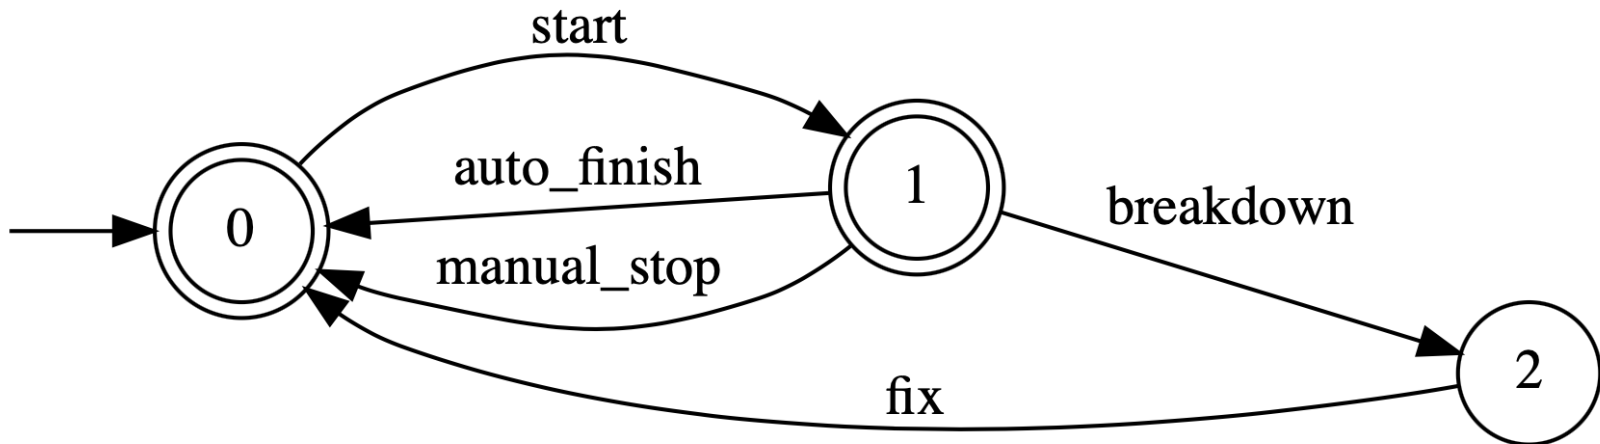 start
auto_finish
1
breakdown
0
manual_stop
2
fix